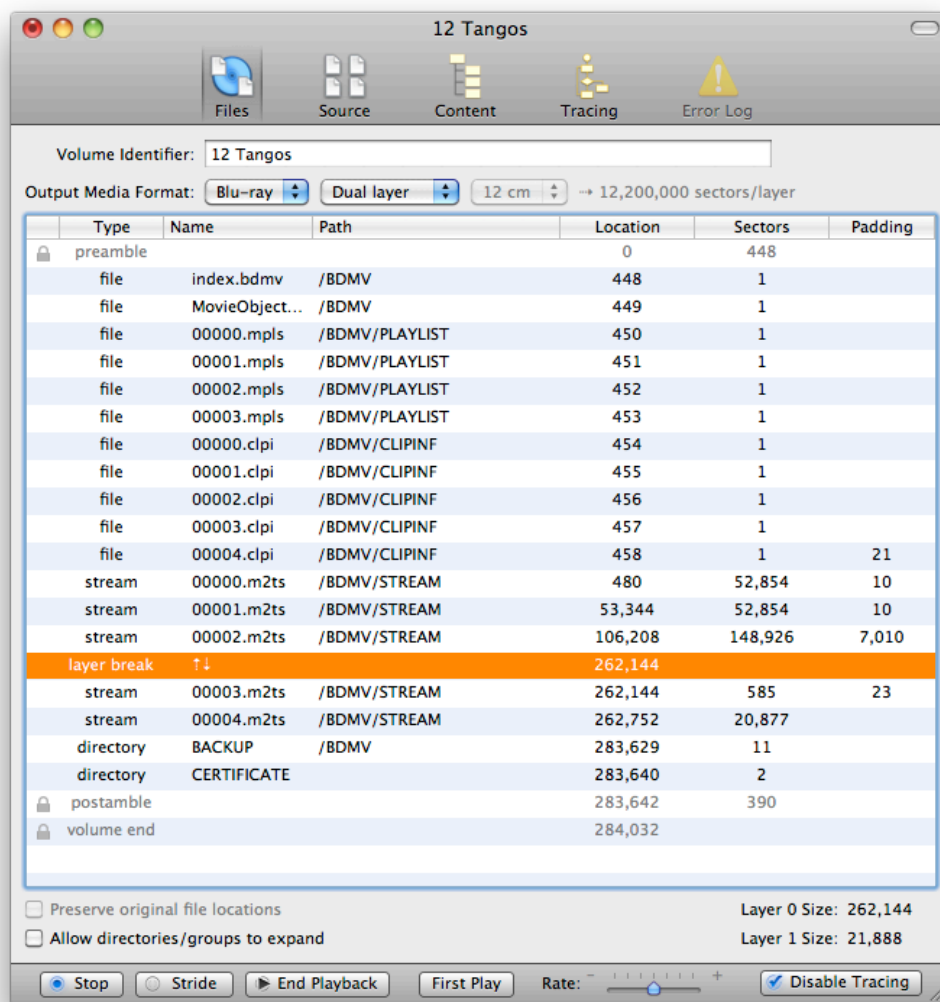 12 Tangos
Files Source Content Tracing Error Log
Volume Identifier: 12 Tangos
Output Media Format: Blu-ray Dual layer 12 cm ⇢ 12,200,000 sectors/layer
Type Name Path Location Sectors Padding
preamble 0 448
file index.bdmv /BDMV 448 1
file MovieObject... /BDMV 449 1
file 00000.mpls /BDMV/PLAYLIST 450 1
file 00001.mpls /BDMV/PLAYLIST 451 1
file 00002.mpls /BDMV/PLAYLIST 452 1
file 00003.mpls /BDMV/PLAYLIST 453 1
file 00000.clpi /BDMV/CLIPINF 454 1
file 00001.clpi /BDMV/CLIPINF 455 1
file 00002.clpi /BDMV/CLIPINF 456 1
file 00003.clpi /BDMV/CLIPINF 457 1
file 00004.clpi /BDMV/CLIPINF 458 1 21
stream 00000.m2ts /BDMV/STREAM 480 52,854 10
stream 00001.m2ts /BDMV/STREAM 53,344 52,854 10
stream 00002.m2ts /BDMV/STREAM 106,208 148,926 7,010
layer break ↑↓ 262,144
stream 00003.m2ts /BDMV/STREAM 262,144 585 23
stream 00004.m2ts /BDMV/STREAM 262,752 20,877
directory BACKUP /BDMV 283,629 11
directory CERTIFICATE 283,640 2
postamble 283,642 390
volume end 284,032
Preserve original file locations Layer 0 Size: 262,144
Allow directories/groups to expand Layer 1 Size: 21,888
Stop Stride End Playback First Play Rate: - + Disable Tracing